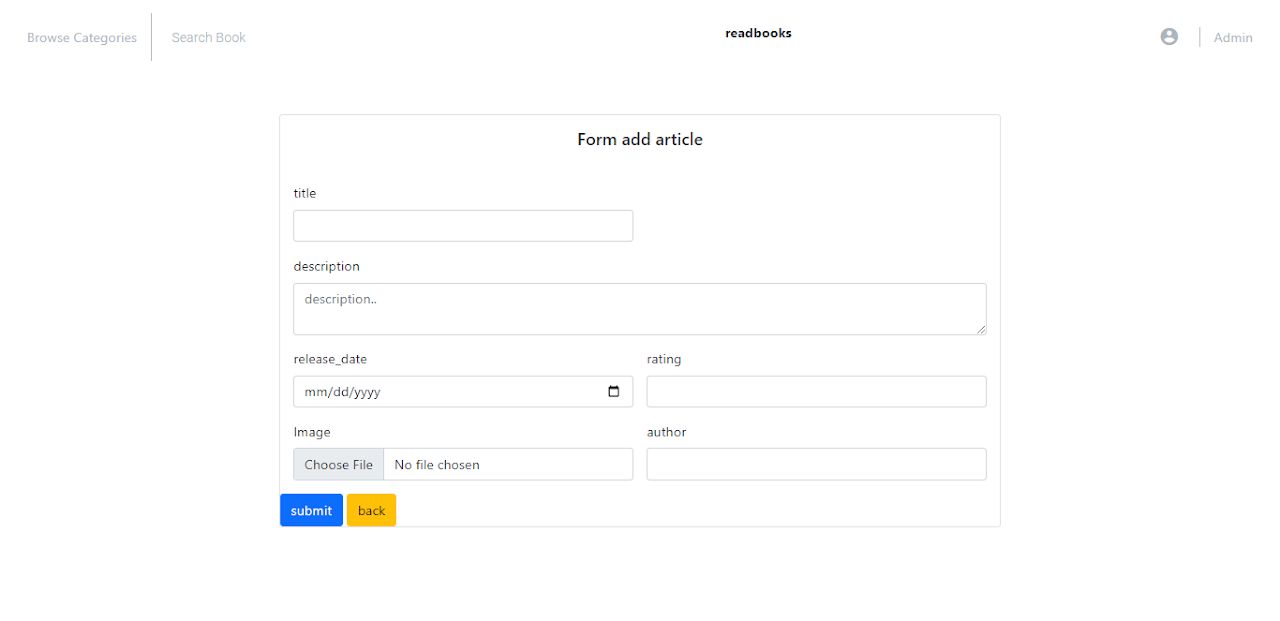 Browse Categories Search Book readbooks Admin
Form add article
title
description
description..
release_date rating
mm/dd/yyyy
Image author
Choose File No file chosen
submit back